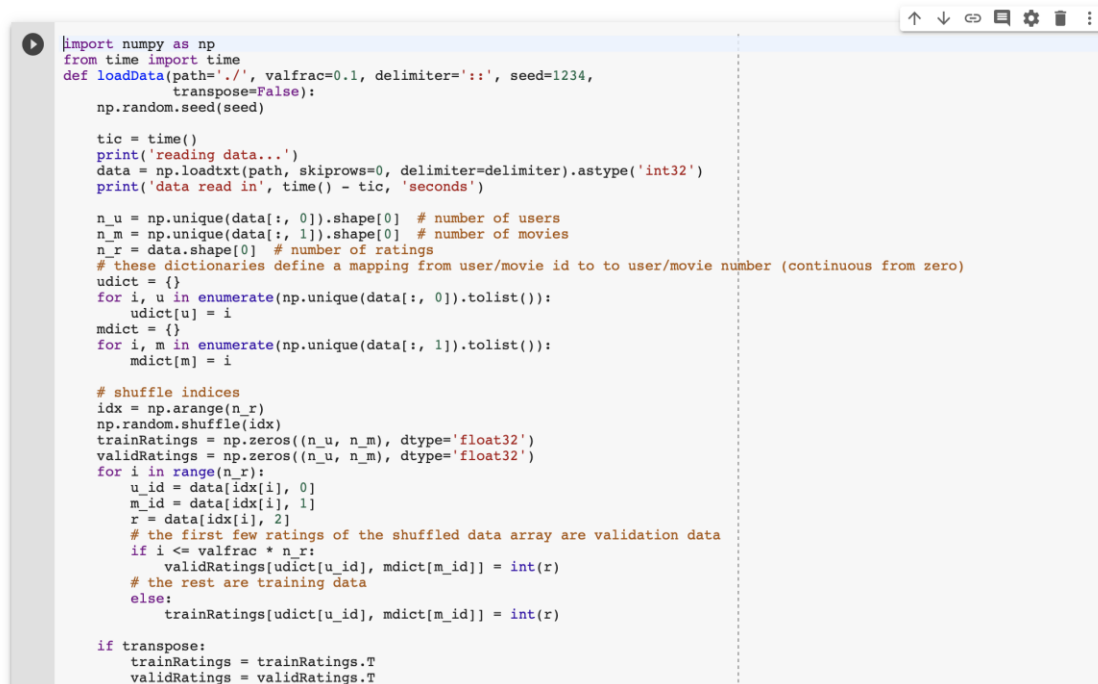 import numpy as np
from time import time
def loadData(path='./', valfrac=0.1, delimiter='::', seed=1234,
             transpose=False):
    np.random.seed(seed)

    tic = time()
    print('reading data...')
    data = np.loadtxt(path, skiprows=0, delimiter=delimiter).astype('int32')
    print('data read in', time() - tic, 'seconds')

    n_u = np.unique(data[:, 0]).shape[0]  # number of users
    n_m = np.unique(data[:, 1]).shape[0]  # number of movies
    n_r = data.shape[0]  # number of ratings
    # these dictionaries define a mapping from user/movie id to to user/movie number (continuous from zero)
    udict = {}
    for i, u in enumerate(np.unique(data[:, 0]).tolist()):
        udict[u] = i
    mdict = {}
    for i, m in enumerate(np.unique(data[:, 1]).tolist()):
        mdict[m] = i

    # shuffle indices
    idx = np.arange(n_r)
    np.random.shuffle(idx)
    trainRatings = np.zeros((n_u, n_m), dtype='float32')
    validRatings = np.zeros((n_u, n_m), dtype='float32')
    for i in range(n_r):
        u_id = data[idx[i], 0]
        m_id = data[idx[i], 1]
        r = data[idx[i], 2]
        # the first few ratings of the shuffled data array are validation data
        if i <= valfrac * n_r:
            validRatings[udict[u_id], mdict[m_id]] = int(r)
        # the rest are training data
        else:
            trainRatings[udict[u_id], mdict[m_id]] = int(r)

    if transpose:
        trainRatings = trainRatings.T
        validRatings = validRatings.T